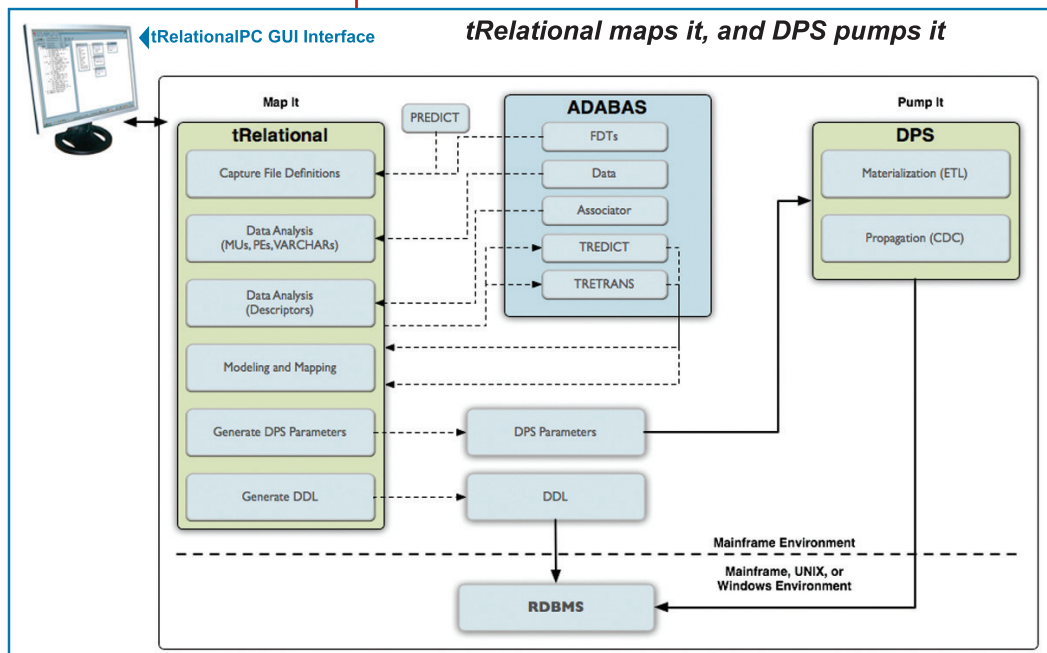 tRelationalPC GUI Interface
tRelational maps it, and DPS pumps it
Map It
tRelational
Capture File Definitions
Data Analysis
(MUs, PEs, VARCHARs)
Data Analysis
(Descriptors)
Modeling and Mapping
Generate DPS Parameters
Generate DDL
PREDICT
ADABAS
FDTs
Data
Associator
TREDICT
TRETRANS
DPS Parameters
DDL
Pump It
DPS
Materialization (ETL)
Propagation (CDC)
Mainframe Environment
Mainframe, UNIX, or
Windows Environment
RDBMS